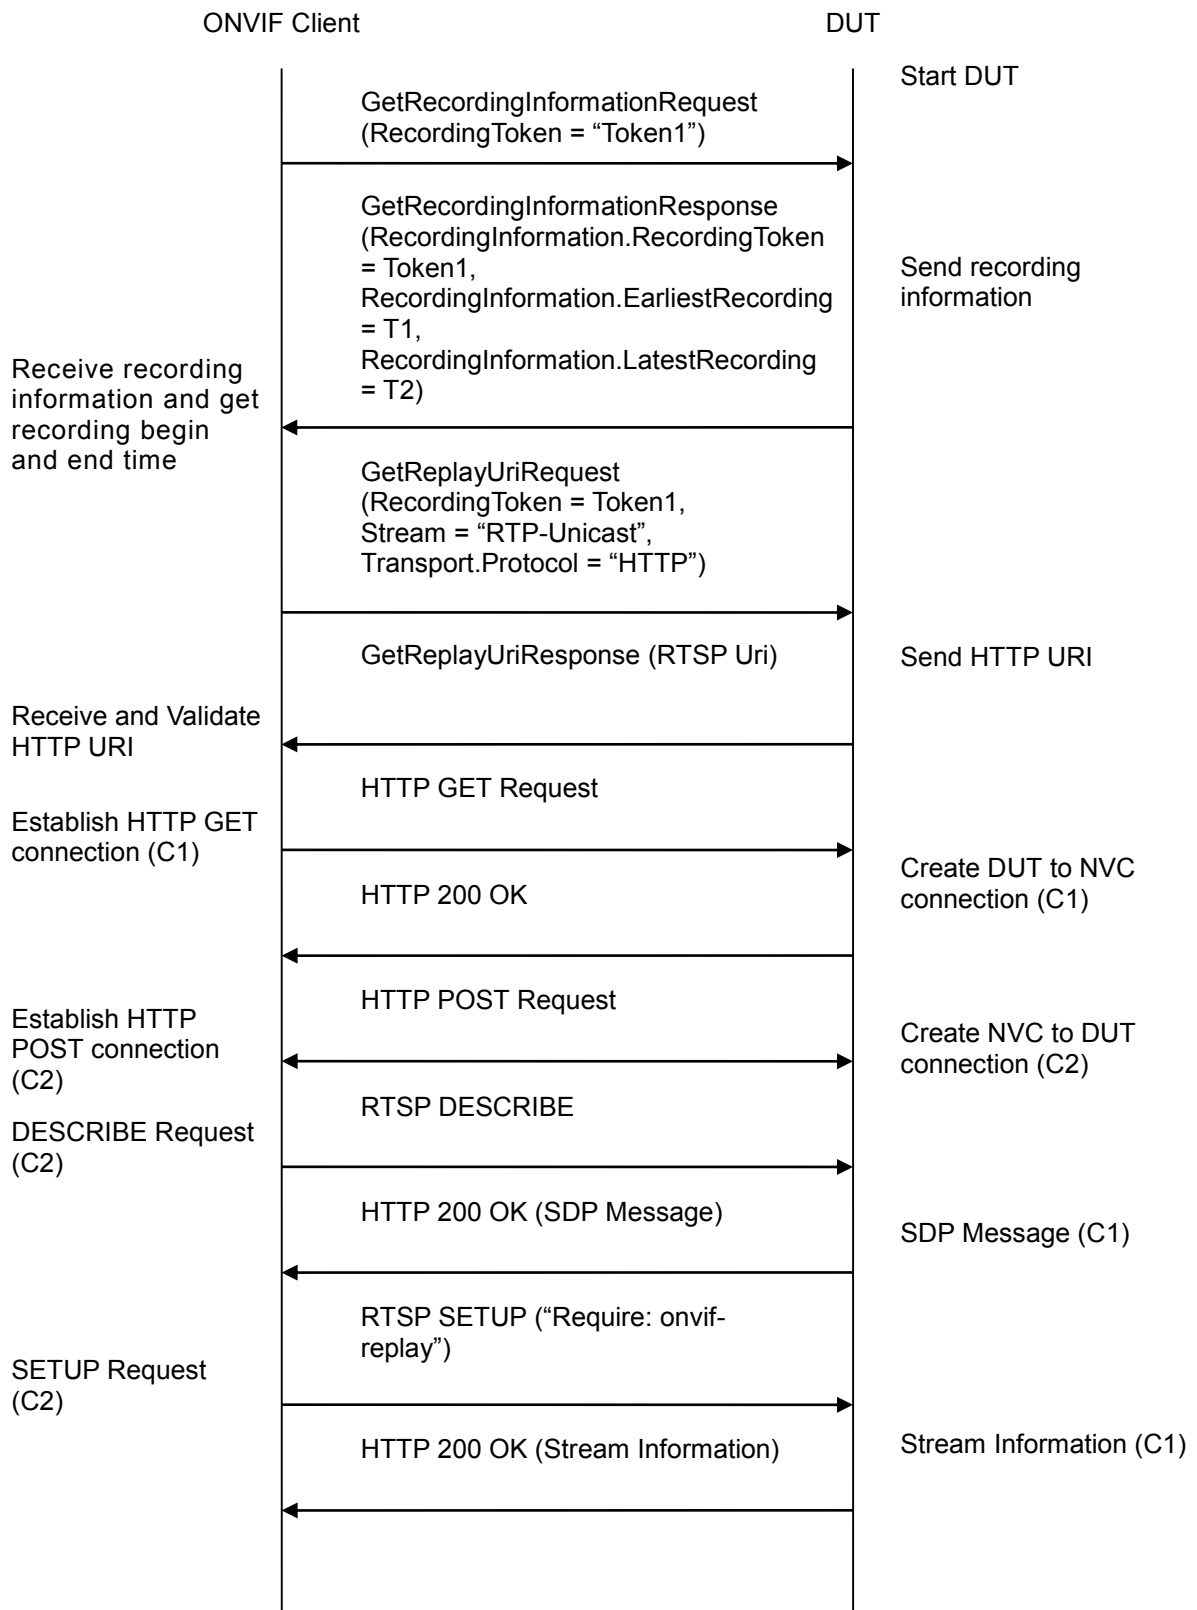 ONVIF Client
DUT
Start DUT
GetRecordingInformationRequest
(RecordingToken = “Token1”)
GetRecordingInformationResponse
(RecordingInformation.RecordingToken
= Token1,
RecordingInformation.EarliestRecording
= T1,
RecordingInformation.LatestRecording
= T2)
Send recording
information
Receive recording
information and get
recording begin
and end time
GetReplayUriRequest
(RecordingToken = Token1,
Stream = “RTP-Unicast”,
Transport.Protocol = “HTTP”)
GetReplayUriResponse (RTSP Uri)
Send HTTP URI
Receive and Validate
HTTP URI
HTTP GET Request
Establish HTTP GET
connection (C1)
HTTP 200 OK
Create DUT to NVC
connection (C1)
HTTP POST Request
Establish HTTP
POST connection
(C2)
Create NVC to DUT
connection (C2)
RTSP DESCRIBE
DESCRIBE Request
(C2)
HTTP 200 OK (SDP Message)
SDP Message (C1)
RTSP SETUP (“Require: onvif-
replay”)
SETUP Request
(C2)
HTTP 200 OK (Stream Information)
Stream Information (C1)